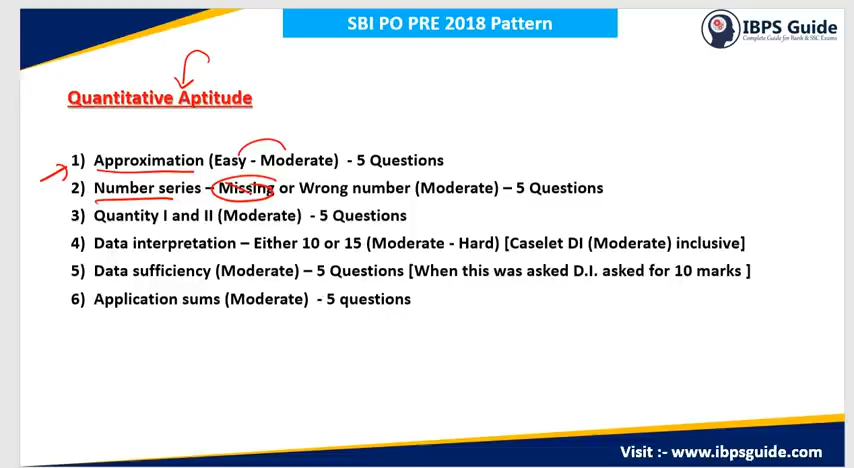 SBI PO PRE 2018 Pattern
IBPS Guide
Complete Guide for Bank & SSC Exams
Quantitative Aptitude
1) Approximation (Easy - Moderate) - 5 Questions
2) Number series – Missing or Wrong number (Moderate) – 5 Questions
3) Quantity I and II (Moderate) - 5 Questions
4) Data interpretation – Either 10 or 15 (Moderate - Hard) [Caselet DI (Moderate) inclusive]
5) Data sufficiency (Moderate) – 5 Questions [When this was asked D.I. asked for 10 marks ]
6) Application sums (Moderate) - 5 questions
Visit :- www.ibpsguide.com